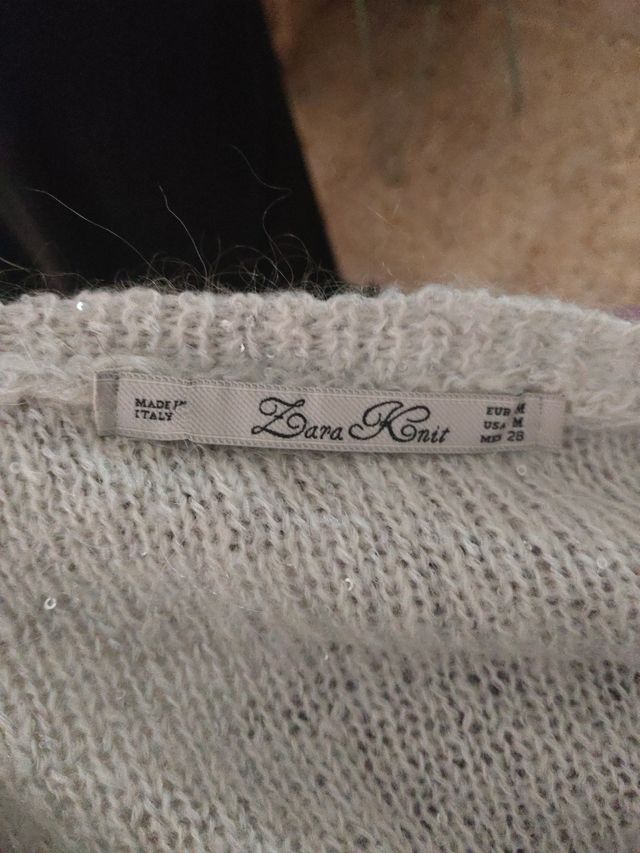 MADE IN
ITALY
Zara Knit
EUR M
USA M
MEX 28